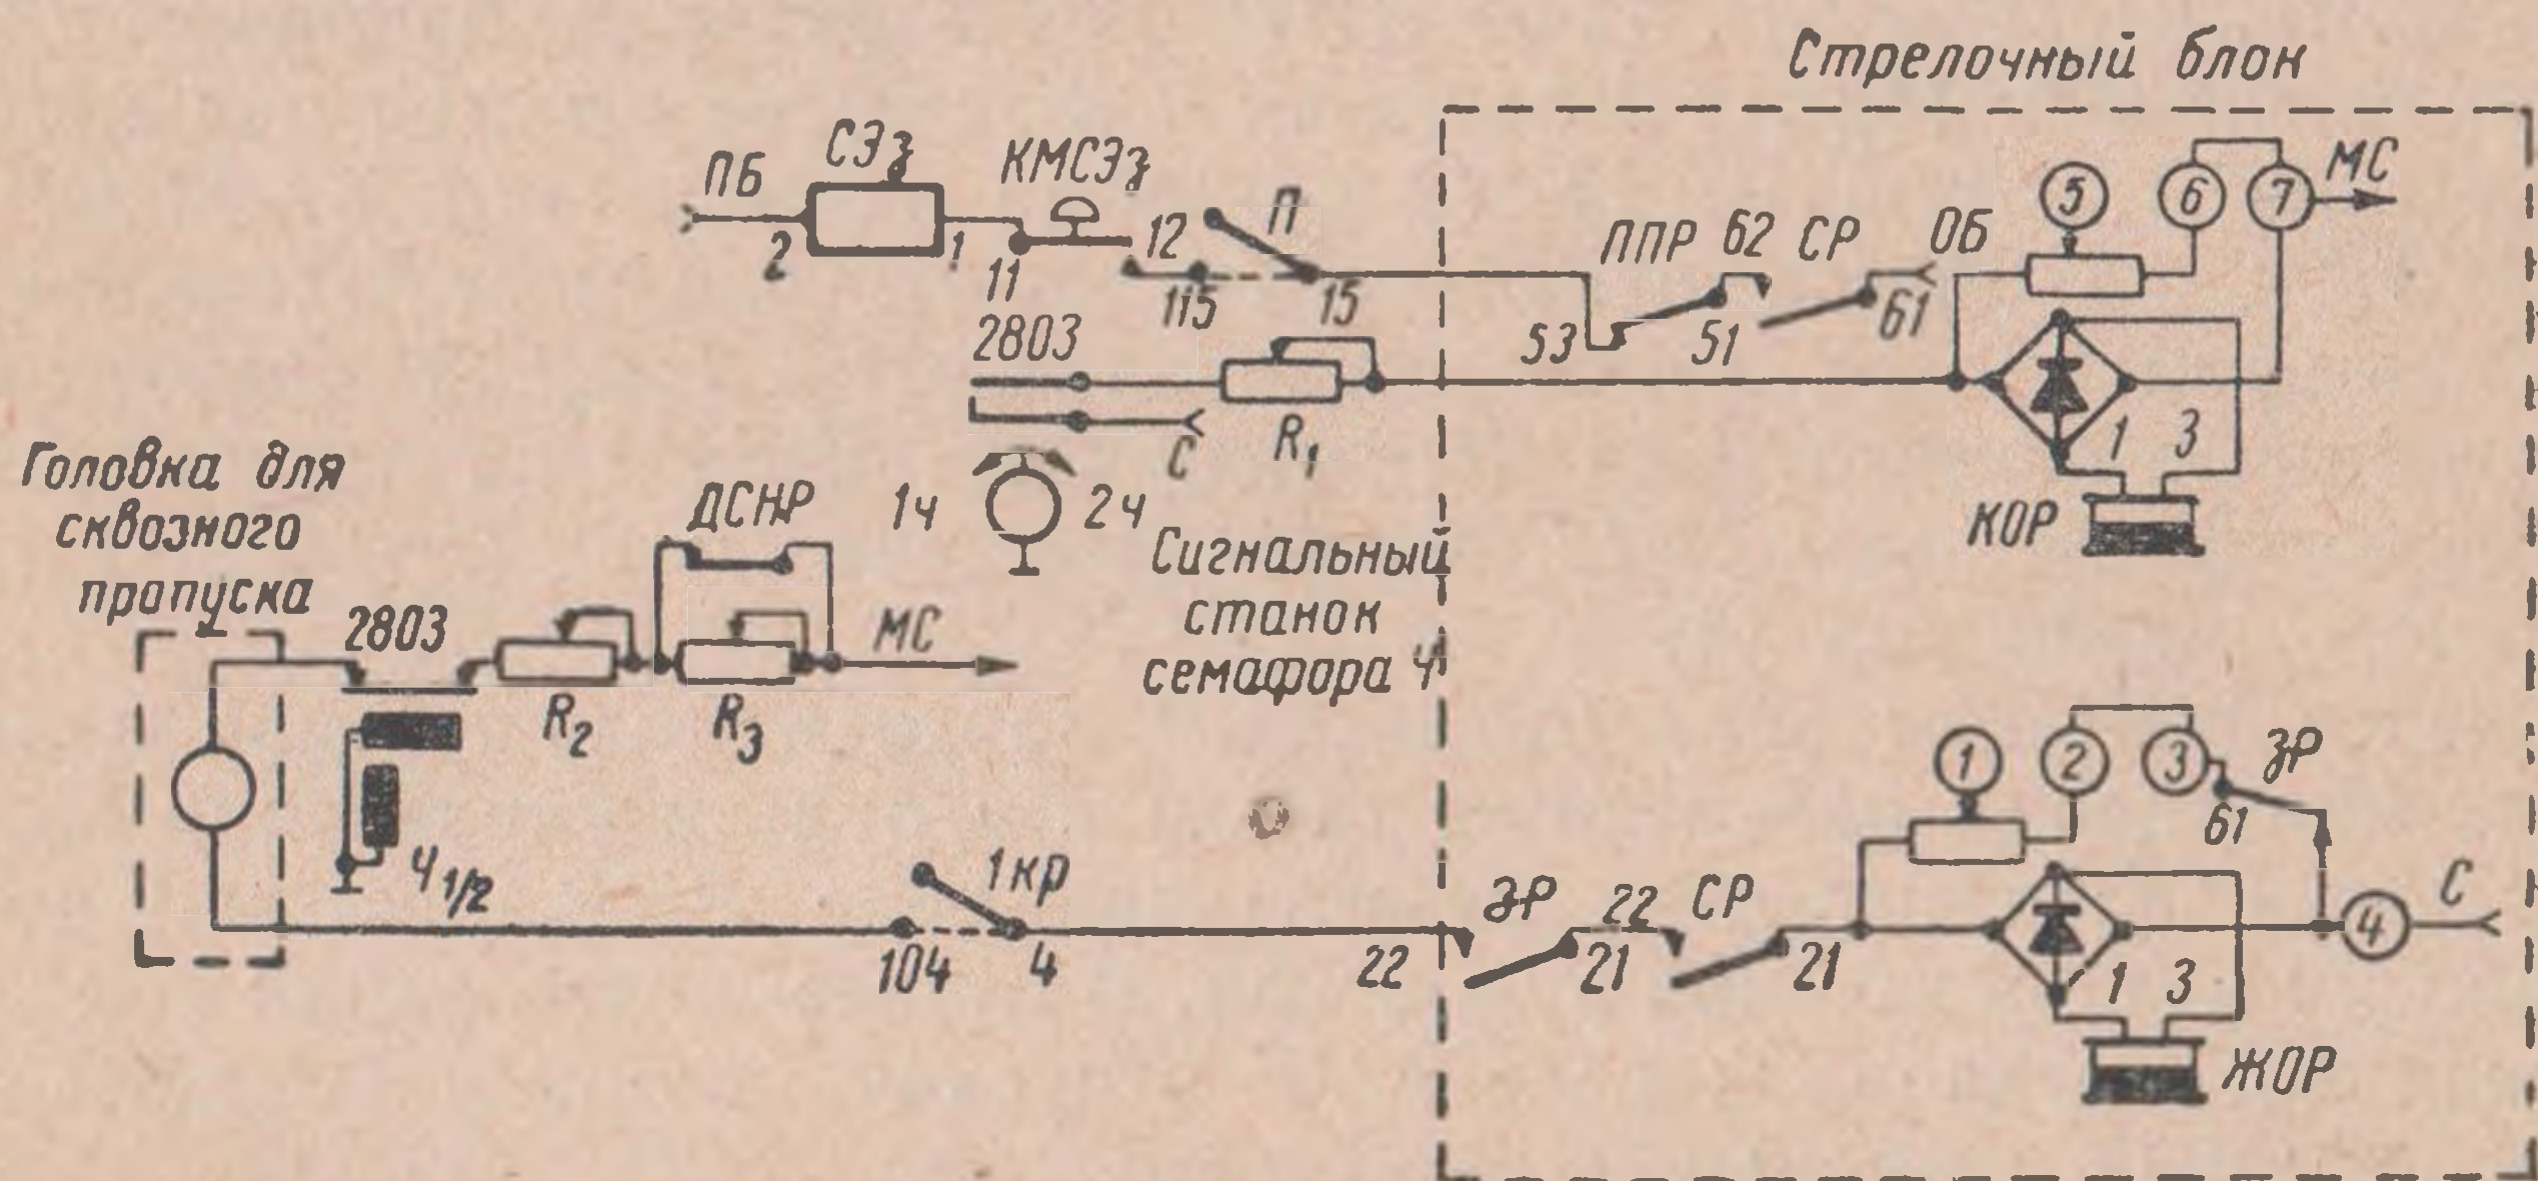 Стрелочный блок
ПБ
СЭз
КМСЭз
2
1
11
12
П
115
15
ППР
62
СР
ОБ
53
51
61
5
6
7
МС
2803
С
R1
1
3
КОР
1ч
2ч
Сигнальный
станок
семафора Ч
Головка для
сквозного
пропуска
2803
ДСНР
МС
R2
R3
Ч1/2
1кр
104
4
22
ЗР
22
СР
21
21
1
2
3
ЗР
61
4
С
1
3
ЖОР